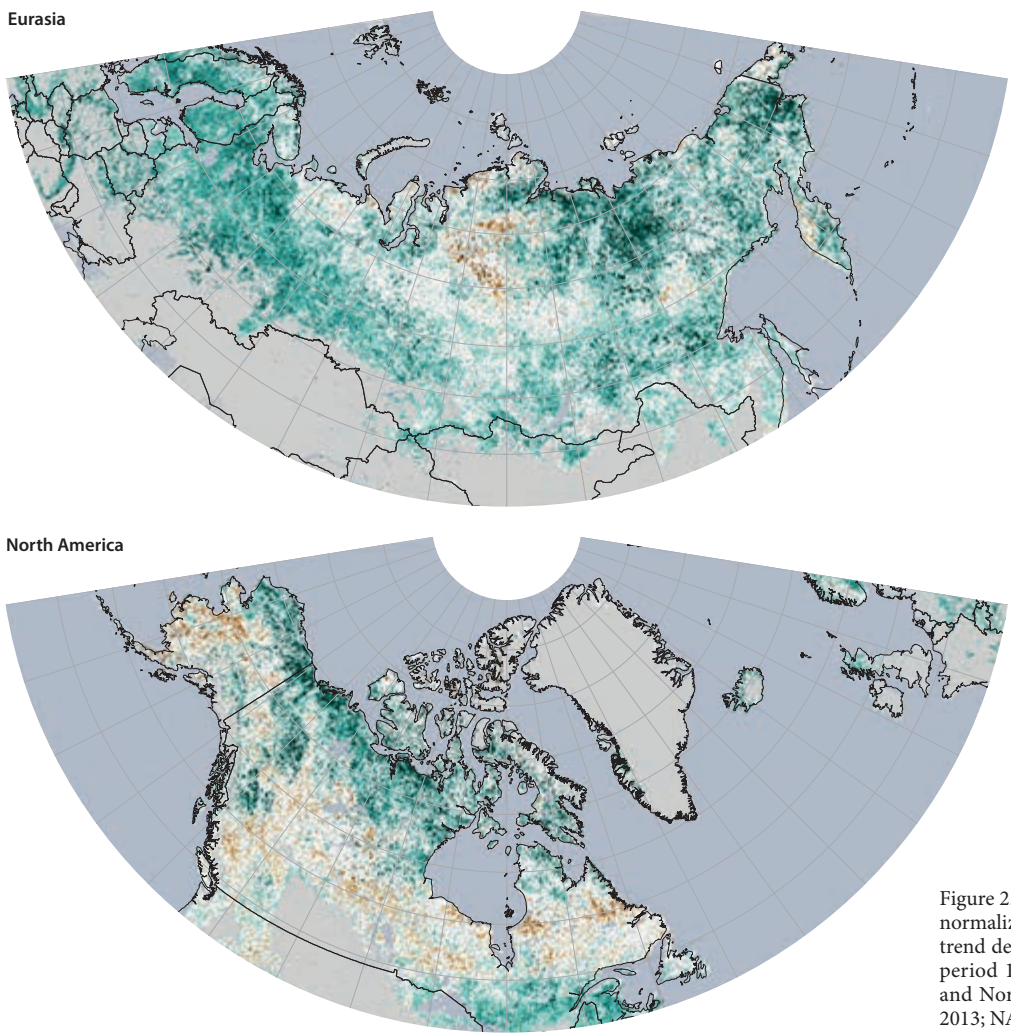 Eurasia
North America
Figure 2.
normaliz
trend de
period 1
and Nor
2013; NA